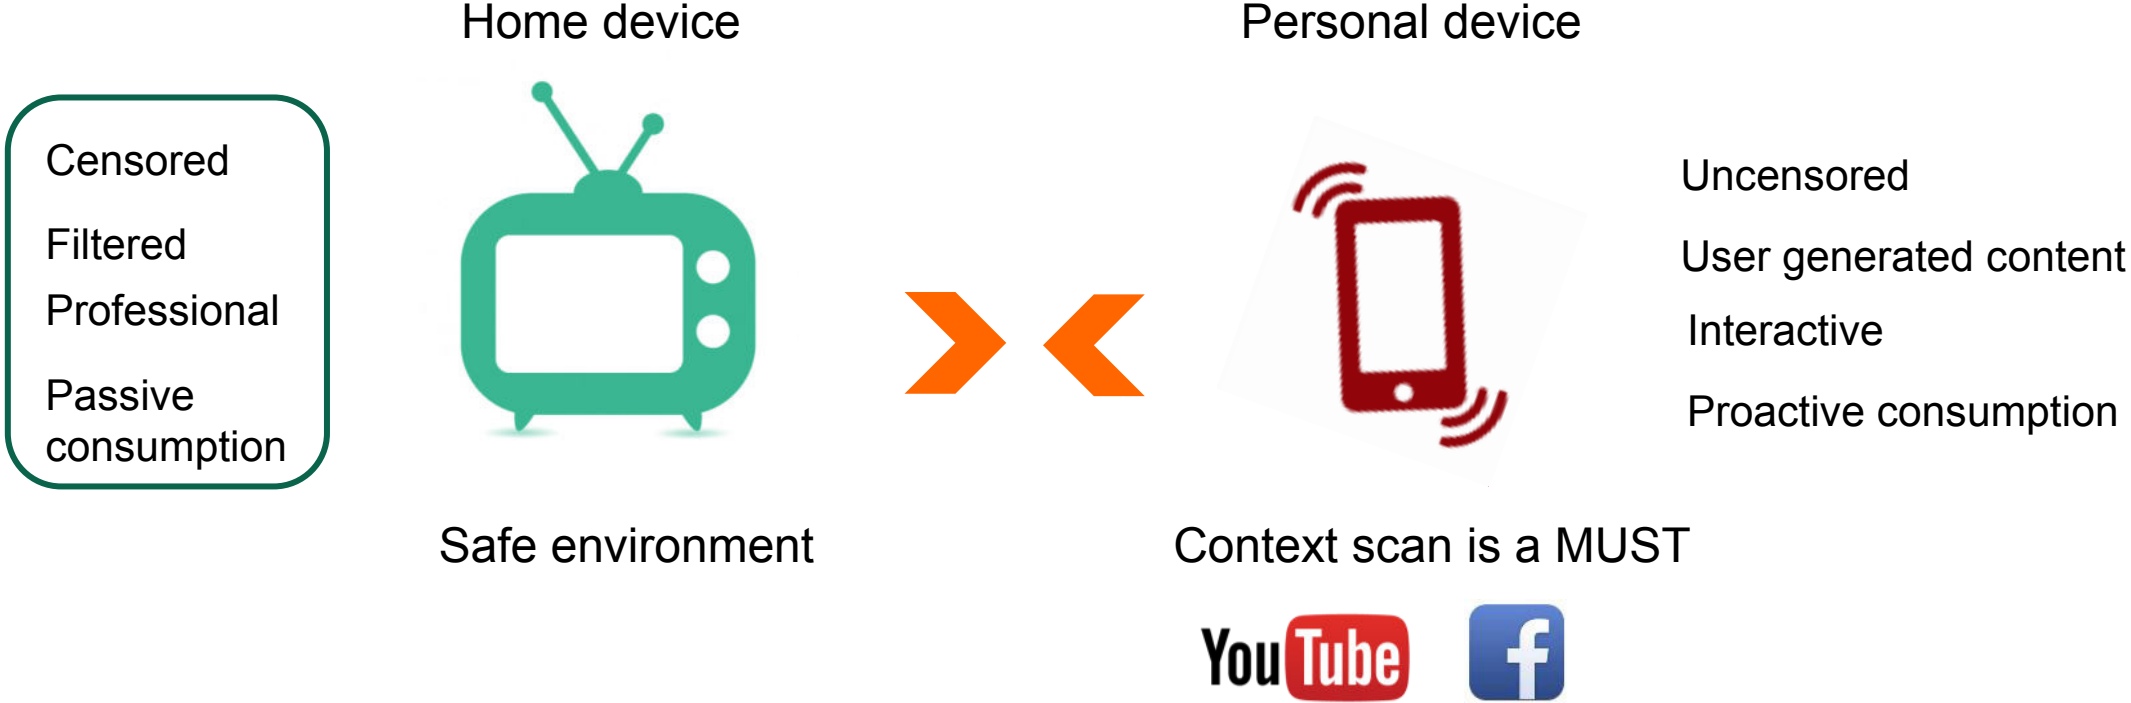 Home device
Personal device
Censored
Filtered
Professional
Passive
consumption
Uncensored
User generated content
Interactive
Proactive consumption
Safe environment
Context scan is a MUST
YouTube
f